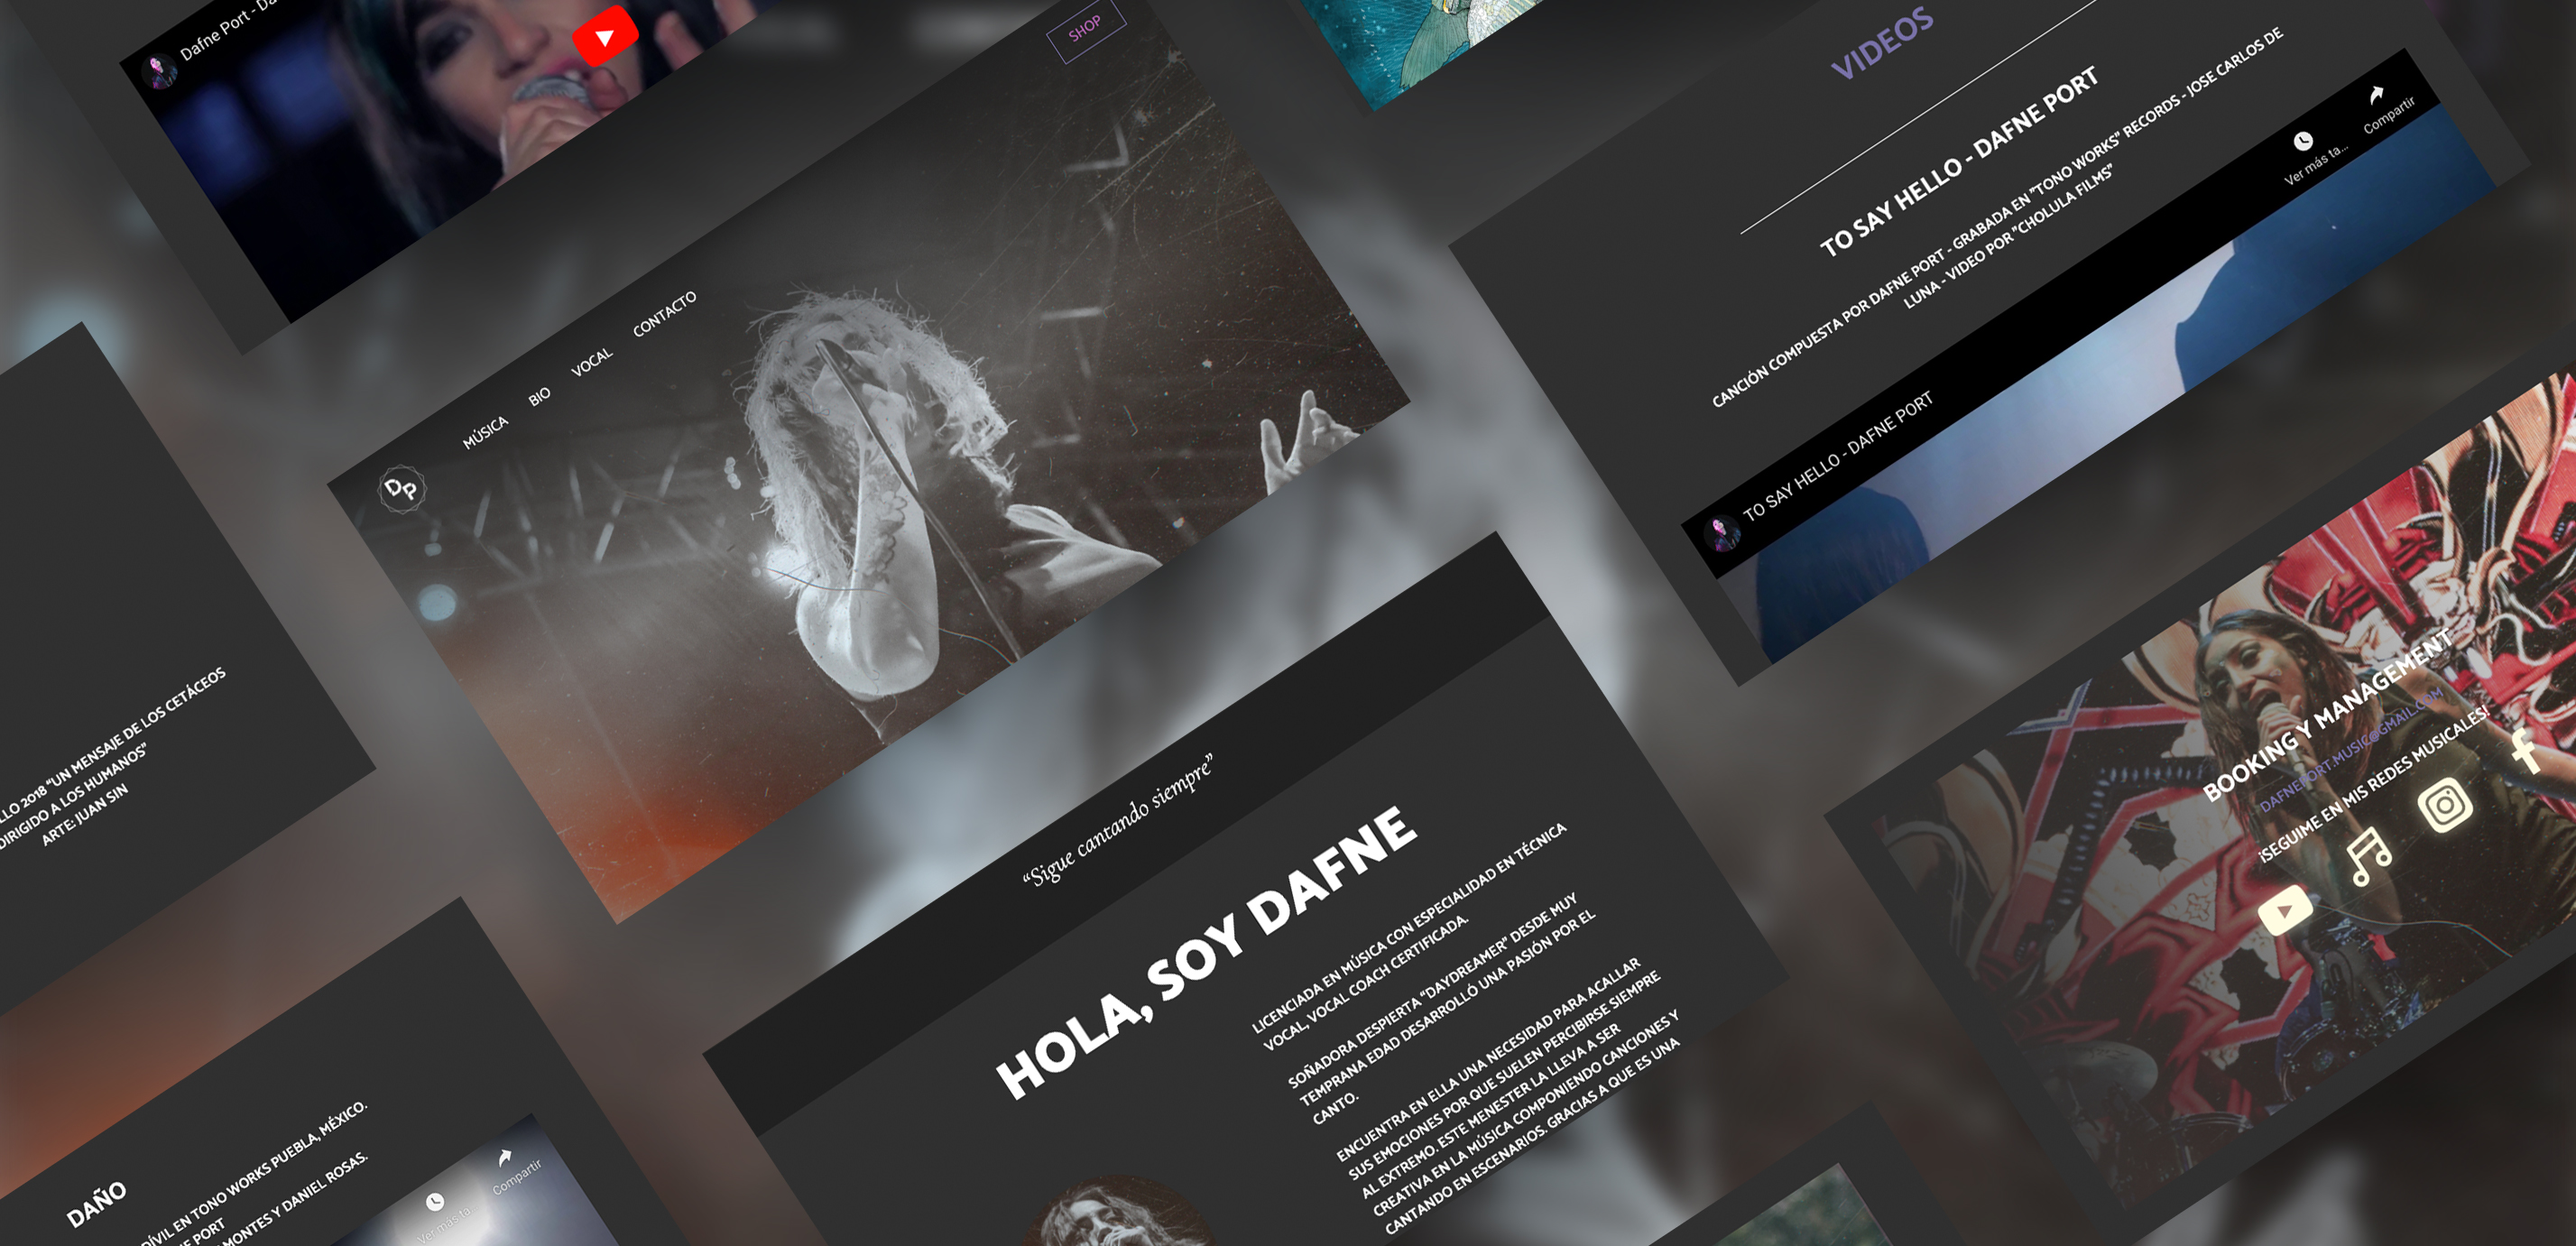 Dafne Port - Da
SHOP
MÚSICA
BIO
VOCAL
CONTACTO
DP
VIDEOS
TO SAY HELLO - DAFNE PORT
CANCIÓN COMPUESTA POR DAFNE PORT - GRABADA EN "TONO WORKS" RECORDS - JOSE CARLOS DE
LUNA - VIDEO POR "CHOLULA FILMS"
TO SAY HELLO - DAFNE PORT
Ver más ta...
Compartir
LLO 2018 "UN MENSAJE DE LOS CETÁCEOS
DIRIGIDO A LOS HUMANOS"
ARTE: JUAN SIN
"Sigue cantando siempre"
HOLA, SOY DAFNE
LICENCIADA EN MÚSICA CON ESPECIALIDAD EN TÉCNICA
VOCAL, VOCAL COACH CERTIFICADA.
SOÑADORA DESPIERTA "DAYDREAMER" DESDE MUY
TEMPRANA EDAD DESARROLLÓ UNA PASIÓN POR EL
CANTO.
ENCUENTRA EN ELLA UNA NECESIDAD PARA ACALLAR
SUS EMOCIONES POR QUE SUELEN PERCIBIRSE SIEMPRE
AL EXTREMO. ESTE MENESTER LA LLEVA A SER
CREATIVA EN LA MÚSICA COMPONIENDO CANCIONES Y
CANTANDO EN ESCENARIOS. GRACIAS A QUE ES UNA
BOOKING Y MANAGEMENT
DAFNEPORT.MUSIC@GMAIL.COM
¡SEGUIME EN MIS REDES MUSICALES!
DAÑO
DÍVIL EN TONO WORKS PUEBLA, MÉXICO.
E PORT
MONTES Y DANIEL ROSAS.
Ver más ta
Compartir